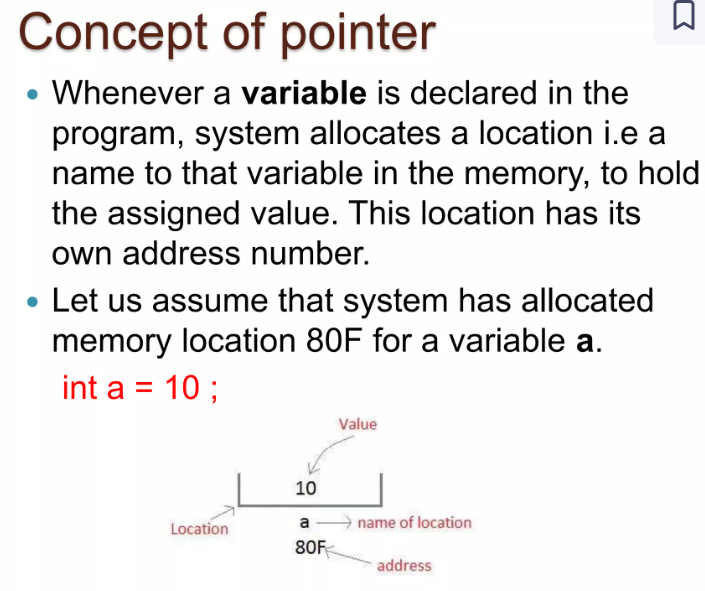 Concept of pointer
• Whenever a variable is declared in the
program, system allocates a location i.e a
name to that variable in the memory, to hold
the assigned value. This location has its
own address number.
• Let us assume that system has allocated
memory location 80F for a variable a.
int a = 10 ;
Value
10
a
name of location
Location
80F
address